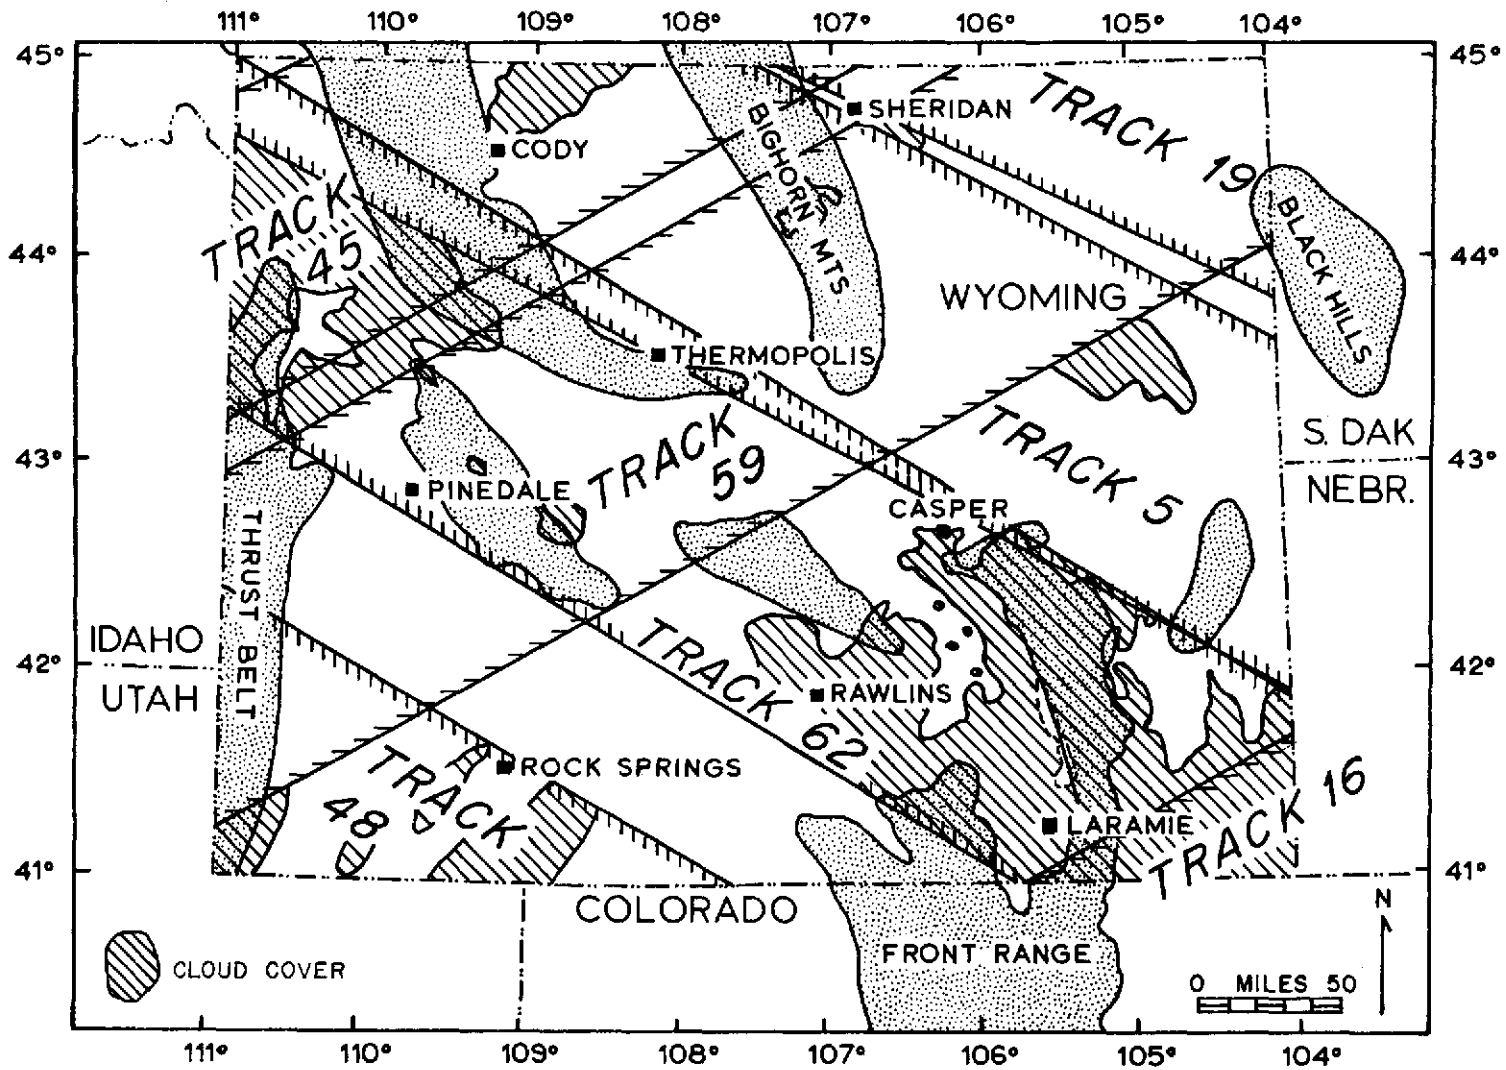 111° 110° 109° 108° 107° 106° 105° 104°
45° 45°
SHERIDAN
TRACK 19
CODY
BIGHORN MTS
TRACK
45
BLACK HILLS
44° 44°
WYOMING
THERMOPOLIS
TRACK
59
TRACK 5
S. DAK
43° 43°
NEBR.
PINEDALE
CASPER
THRUST BELT
IDAHO
42° 42°
UTAH
TRACK 62
RAWLINS
ROCK SPRINGS
TRACK
48
LARAMIE
TRACK 16
41° 41°
COLORADO
N
FRONT RANGE
CLOUD COVER
0 MILES 50
111° 110° 109° 108° 107° 106° 105° 104°